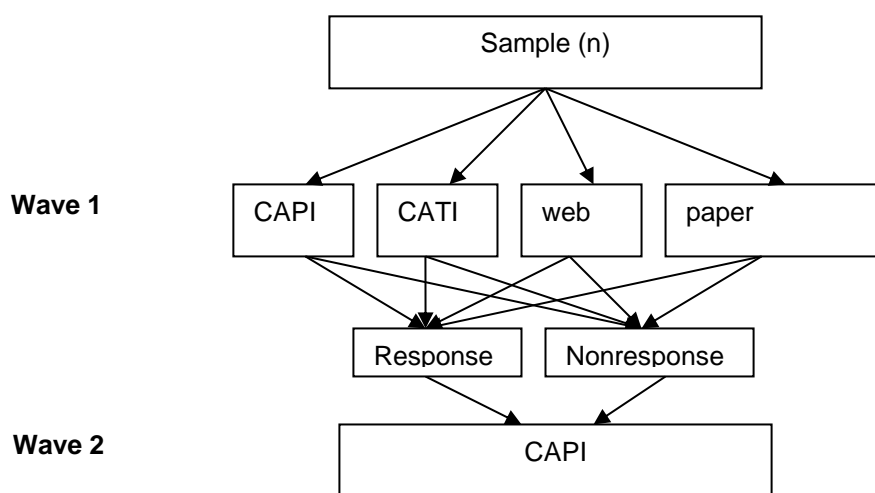 Sample (n)
Wave 1
CAPI
CATI
web
paper
Response
Nonresponse
Wave 2
CAPI